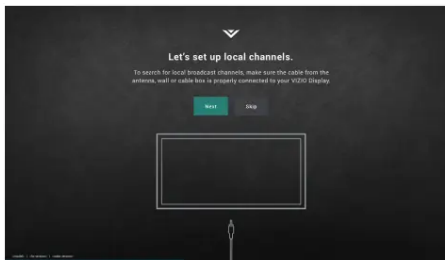 Let's set up local channels.
To search for local broadcast channels, make sure the cable from the
antenna, wall or cable box is properly connected to your VIZIO Display.
Next Skip